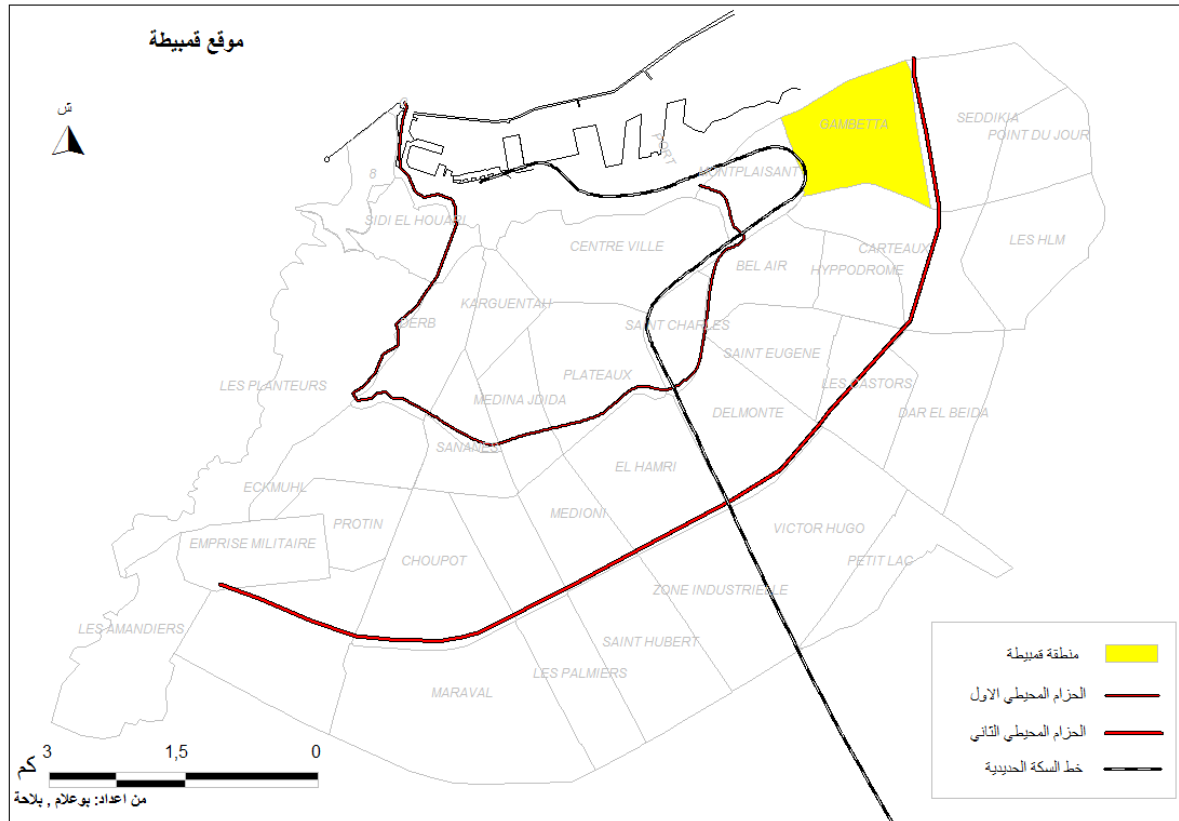 موقع قمبيطة
ش
GAMBETTA
SEDDIKIA
POINT DU JOUR
PORT
MONTPLAISANT
8
SIDI EL HOUARI
CENTRE VILLE
CARTEAUX
LES HLM
BEL AIR
HYPPODROME
KARGUENTAH
DERB
SAINT CHARLES
SAINT EUGENE
PLATEAUX
LES PLANTEURS
LES CASTORS
MEDINA JDIDA
DELMONTE
DAR EL BEIDA
SANANES
EL HAMRI
ECKMUHL
MEDIONI
PROTIN
VICTOR HUGO
EMPRISE MILITAIRE
CHOUPOT
PETIT LAC
ZONE INDUSTRIELLE
LES AMANDIERS
SAINT HUBERT
LES PALMIERS
MARAVAL
منطقة قمبيطة
الحزام المحيطي الاول
الحزام المحيطي الثاني
خط السكة الحديدية
3 1,5 0
كم
من اعداد: بوعلام , بلاحة